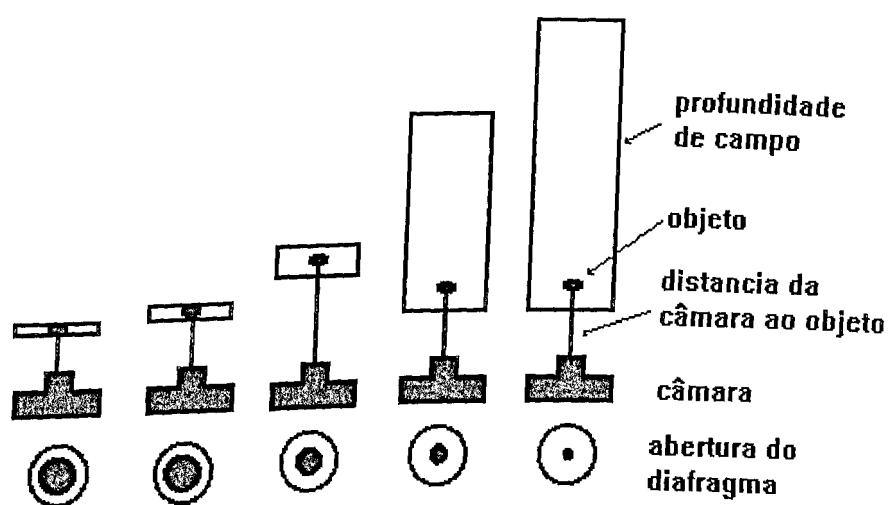 profundidade
de campo
objeto
distancia da
câmara ao objeto
câmara
abertura do
diafragma